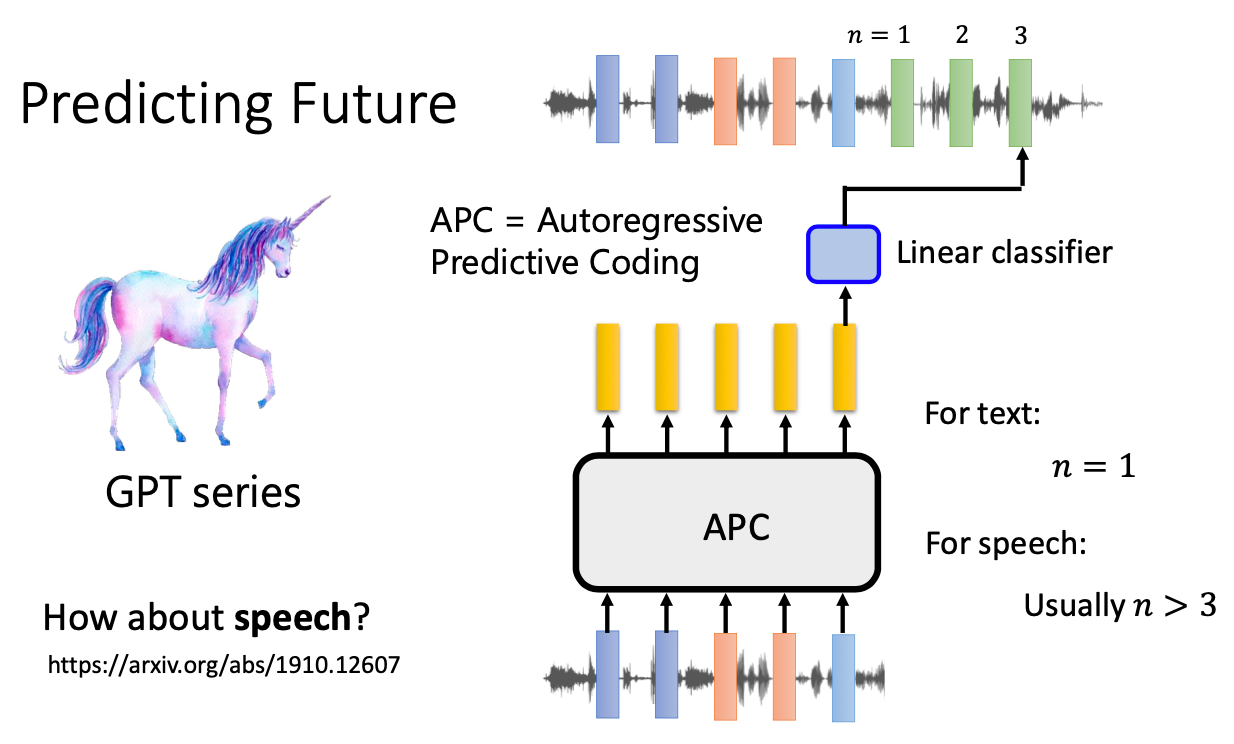 Predicting Future
n = 1 2 3
APC = Autoregressive
Predictive Coding
Linear classifier
GPT series
For text:
n = 1
APC
For speech:
Usually n > 3
How about speech?
https://arxiv.org/abs/1910.12607